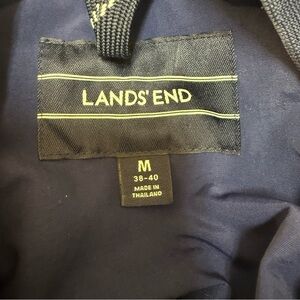 LANDS' END
M
38-40
MADE IN
THAILAND